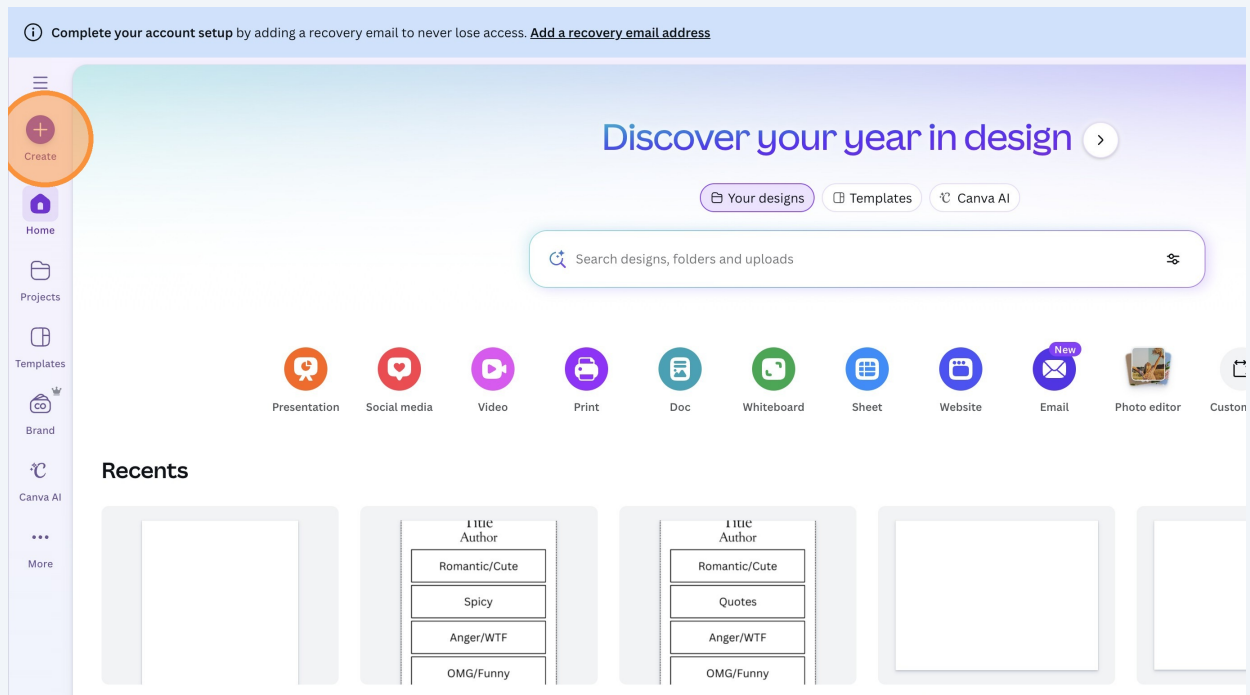 Complete your account setup by adding a recovery email to never lose access. Add a recovery email address
Create
Home
Projects
Templates
Brand
Canva AI
More
Discover your year in design
Your designs
Templates
Canva AI
Search designs, folders and uploads
New
Presentation
Social media
Video
Print
Doc
Whiteboard
Sheet
Website
Email
Photo editor
Recents
Title
Author
Romantic/Cute
Spicy
Anger/WTF
OMG/Funny
Title
Author
Romantic/Cute
Quotes
Anger/WTF
OMG/Funny